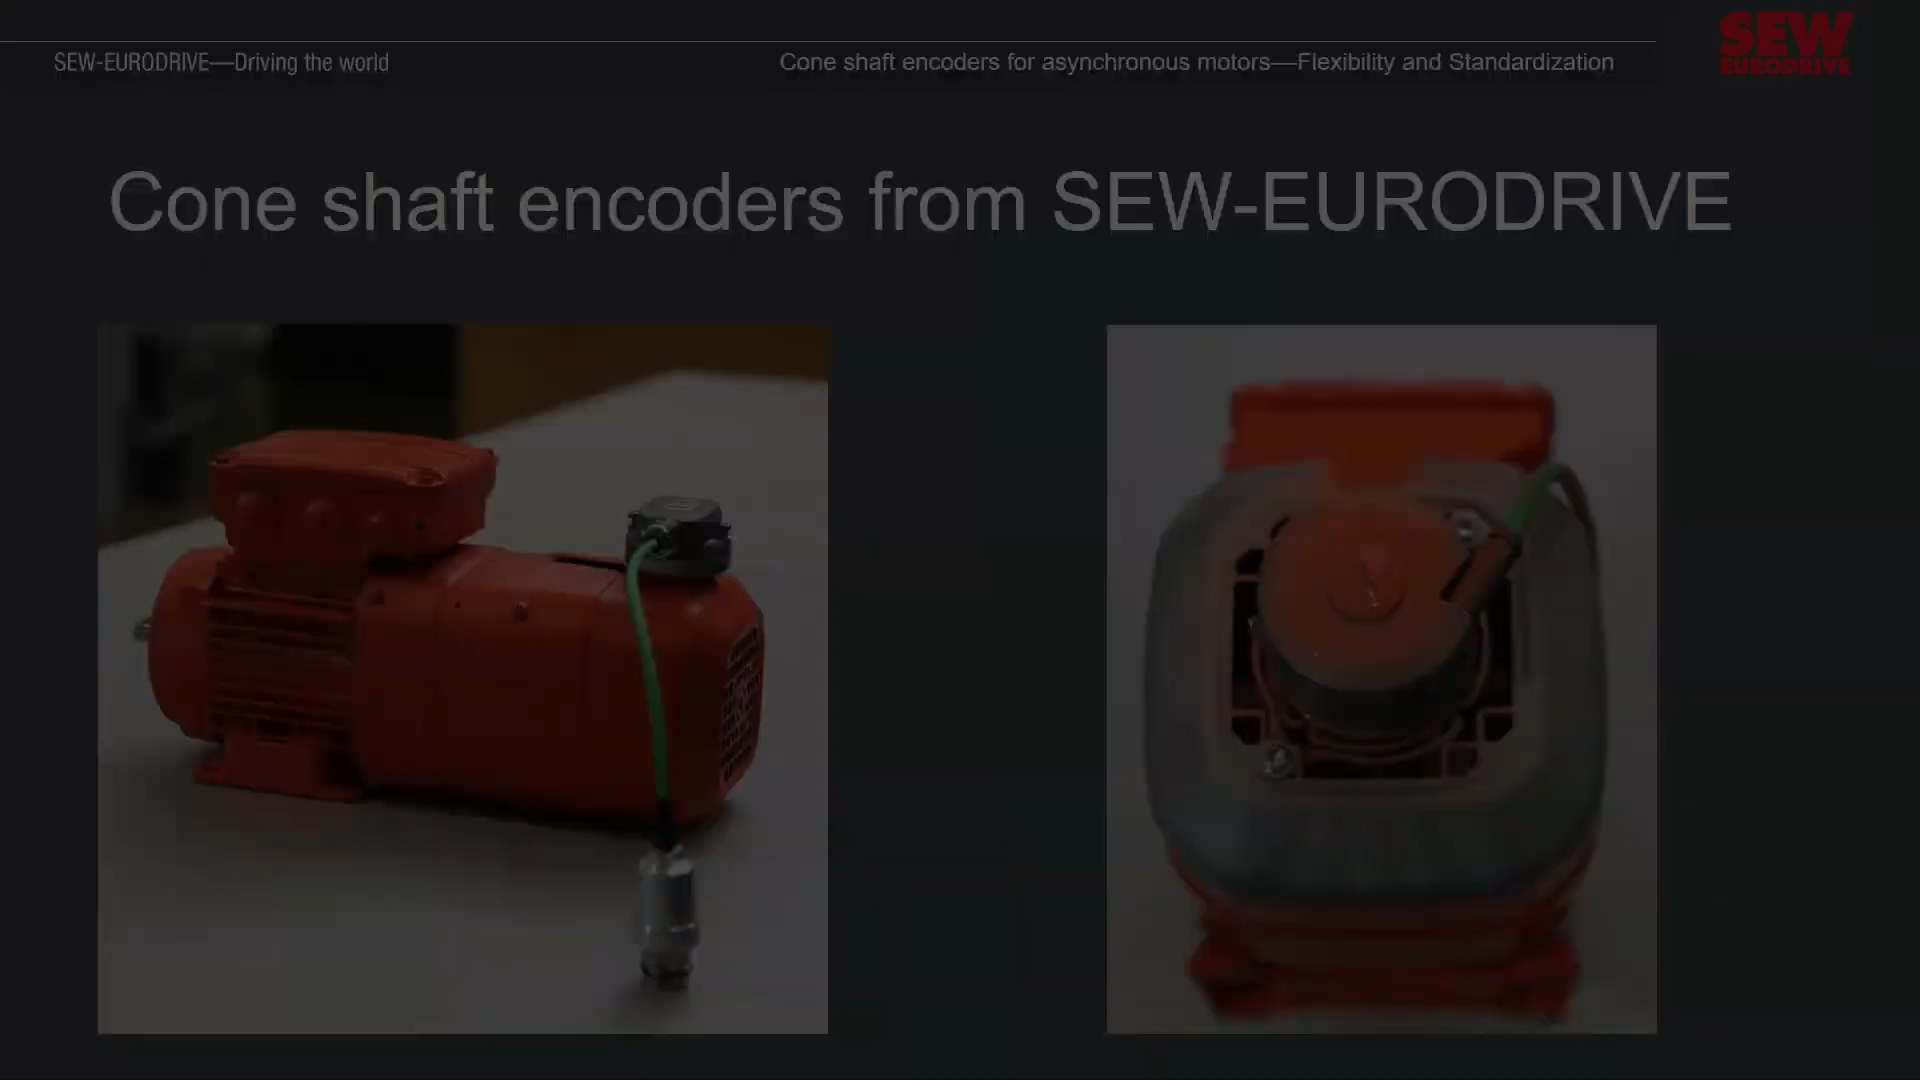 SEW-EURODRIVE—Driving the world
Cone shaft encoders for asynchronous motors—Flexibility and Standardization
SEW
EURODRIVE
Cone shaft encoders from SEW-EURODRIVE